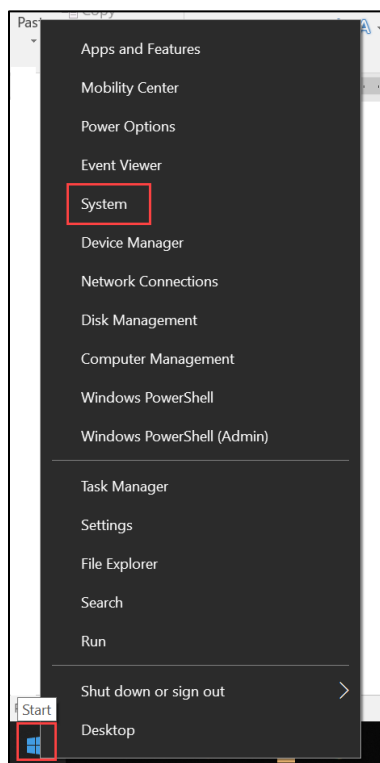 Copy
Apps and Features
Mobility Center
Power Options
Event Viewer
System
Device Manager
Network Connections
Disk Management
Computer Management
Windows PowerShell
Windows PowerShell (Admin)
Task Manager
Settings
File Explorer
Search
Run
Shut down or sign out
Start
Desktop